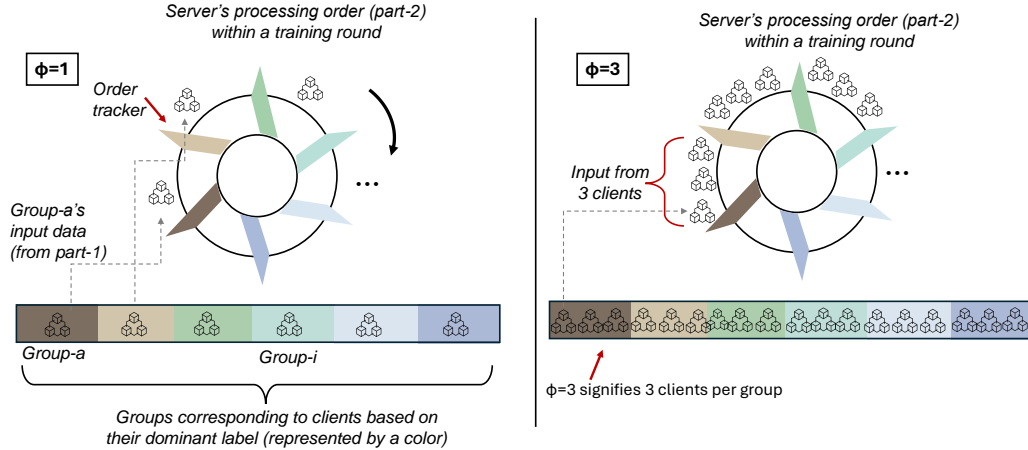 Server's processing order (part-2)
within a training round
ϕ=1
Order
tracker
...
Group-a's
input data
(from part-1)
Group-a
Group-i
Groups corresponding to clients based on
their dominant label (represented by a color)
Server's processing order (part-2)
within a training round
ϕ=3
Input from
3 clients
...
ϕ=3 signifies 3 clients per group